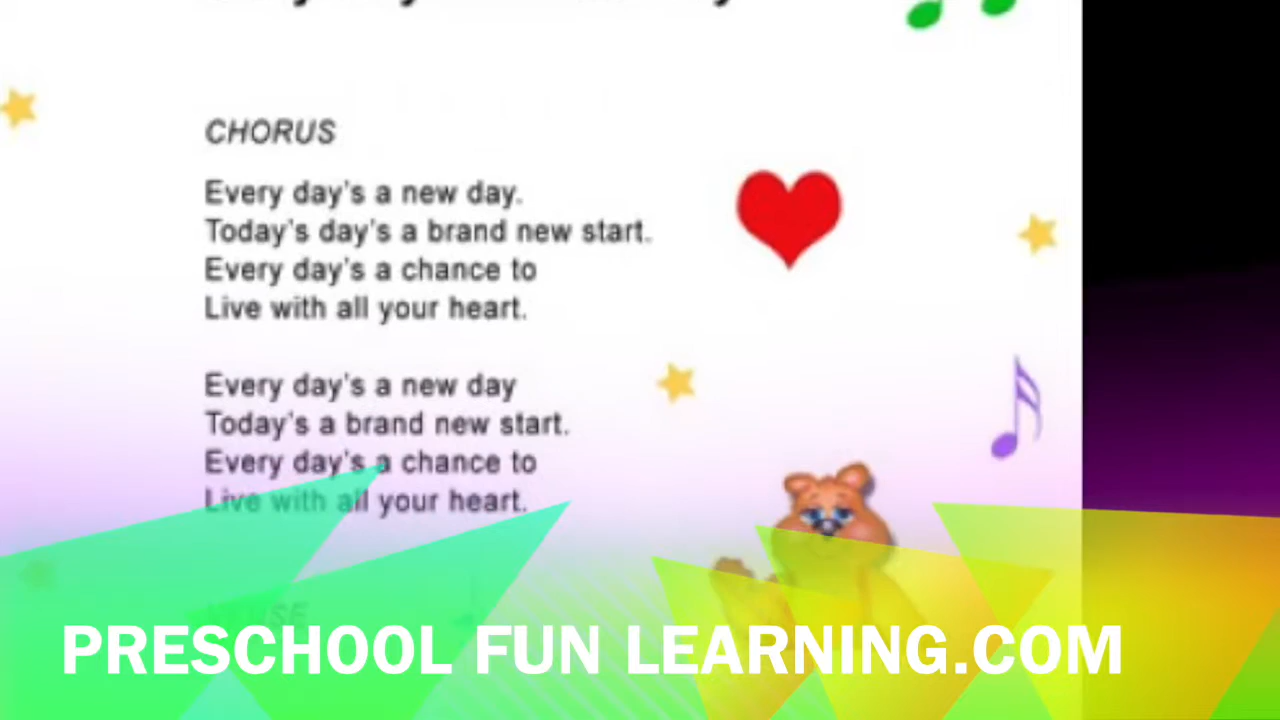 CHORUS
Every day's a new day.
Today's day's a brand new start.
Every day's a chance to
Live with all your heart.
Every day's a new day
Today's a brand new start.
Every day's a chance to
Live with all your heart.
PRESCHOOL FUN LEARNING.COM